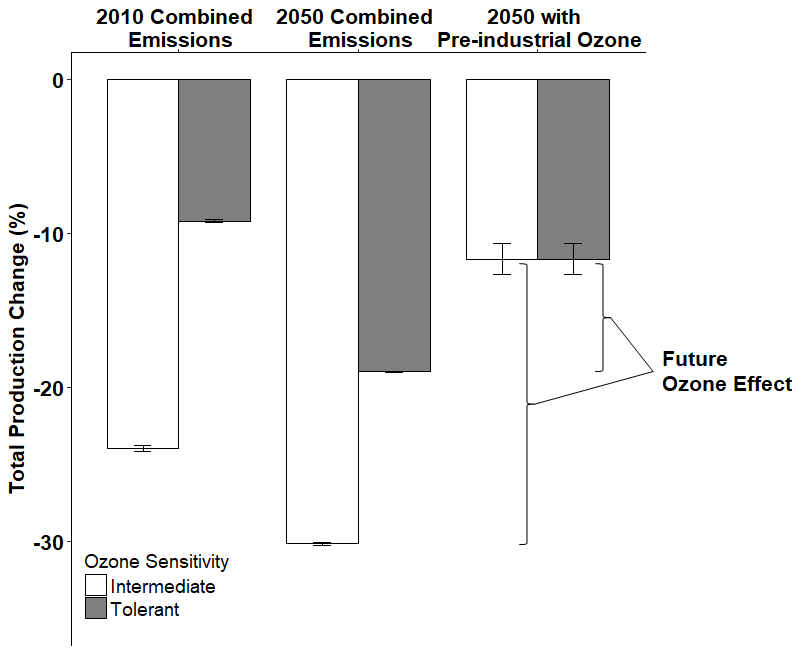 2010 Combined
Emissions
2050 Combined
Emissions
2050 with
Pre-industrial Ozone
Total Production Change (%)
0
-10
-20
-30
Future
Ozone Effect
Ozone Sensitivity
Intermediate
Tolerant